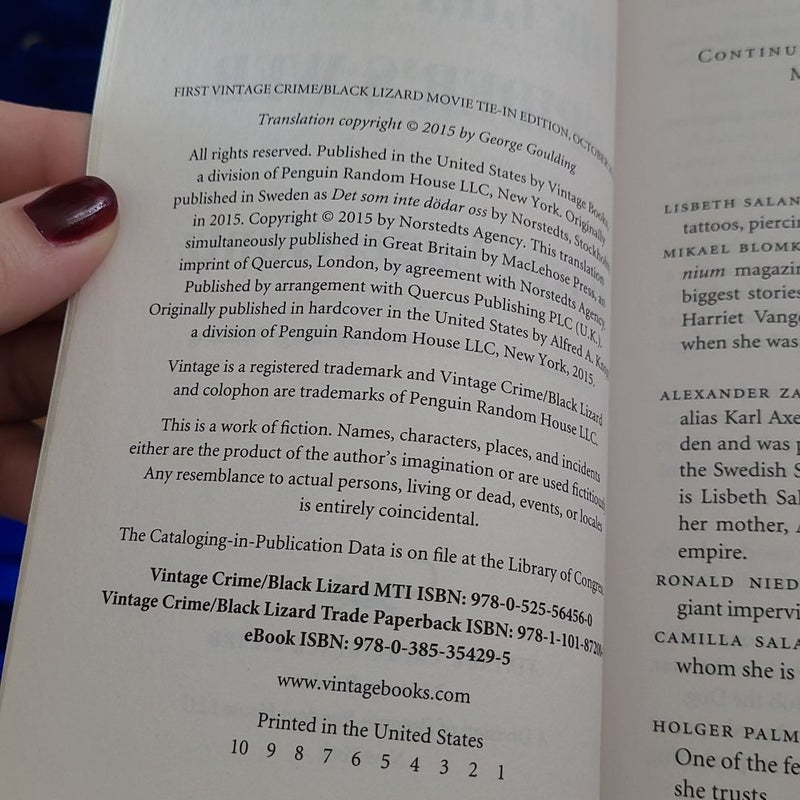 FIRST VINTAGE CRIME/BLACK LIZARD MOVIE TIE-IN EDITION, OCTOBER
Translation copyright © 2015 by George Goulding
All rights reserved. Published in the United States by Vintage Books,
a division of Penguin Random House LLC, New York. Originally
published in Sweden as Det som inte dödar oss by Norstedts, Stockholm
in 2015. Copyright © 2015 by Norstedts Agency. This translation
simultaneously published in Great Britain by MacLehose Press, an
imprint of Quercus, London, by agreement with Norstedts Agency.
Published by arrangement with Quercus Publishing PLC (U.K.).
Originally published in hardcover in the United States by Alfred A. Kno
a division of Penguin Random House LLC, New York, 2015.
Vintage is a registered trademark and Vintage Crime/Black Lizard
and colophon are trademarks of Penguin Random House LLC.
This is a work of fiction. Names, characters, places, and incidents
either are the product of the author's imagination or are used fictitious
Any resemblance to actual persons, living or dead, events, or locales
is entirely coincidental.
The Cataloging-in-Publication Data is on file at the Library of Congres
Vintage Crime/Black Lizard MTI ISBN: 978-0-525-56456-0
Vintage Crime/Black Lizard Trade Paperback ISBN: 978-1-101-8720
eBook ISBN: 978-0-385-35429-5
www.vintagebooks.com
Printed in the United States
10 9 8 7 6 5 4 3 2 1
CONTINU
M
LISBETH SALAN
tattoos, piercin
MIKAEL BLOMK
nium magazin
biggest stories
Harriet Vange
when she was
ALEXANDER ZA
alias Karl Axe
den and was p
the Swedish S
is Lisbeth Sal
her mother, A
empire.
RONALD NIED
giant impervi
CAMILLA SALA
whom she is
HOLGER PALM
One of the fe
she trusts.